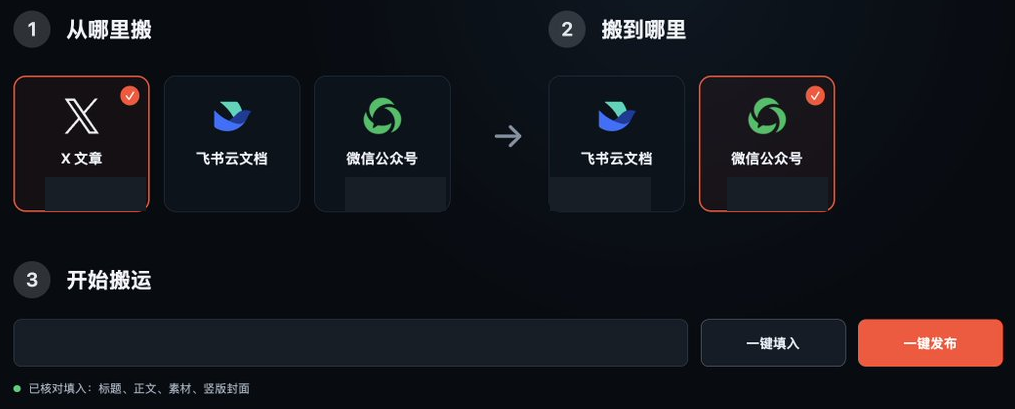 1 从哪里搬
2 搬到哪里
X 文章
飞书云文档
微信公众号
飞书云文档
微信公众号
3 开始搬运
一键填入
一键发布
已核对填入：标题、正文、素材、竖版封面